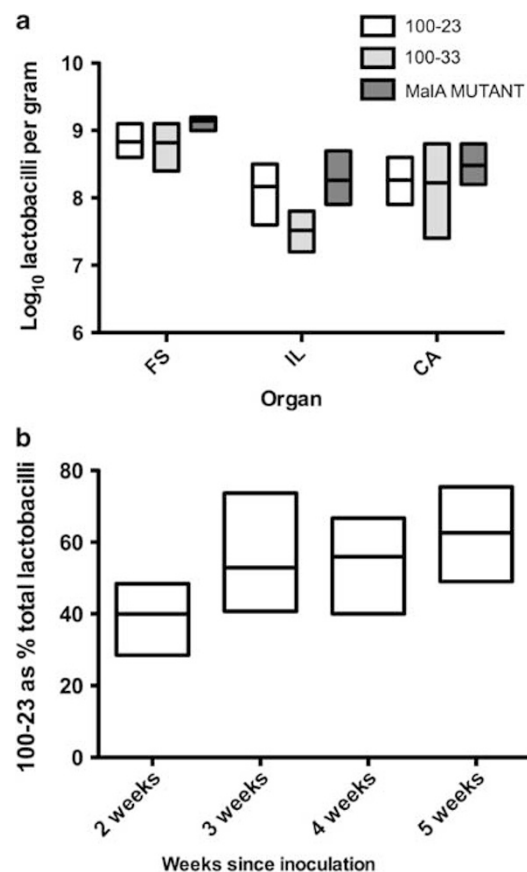 a
100-23
100-33
MalA MUTANT
Log10 lactobacilli per gram
10
9
8
7
6
FS
IL
CA
Organ
b
100-23 as % total lactobacilli
80
60
40
20
0
2 weeks
3 weeks
4 weeks
5 weeks
Weeks since inoculation